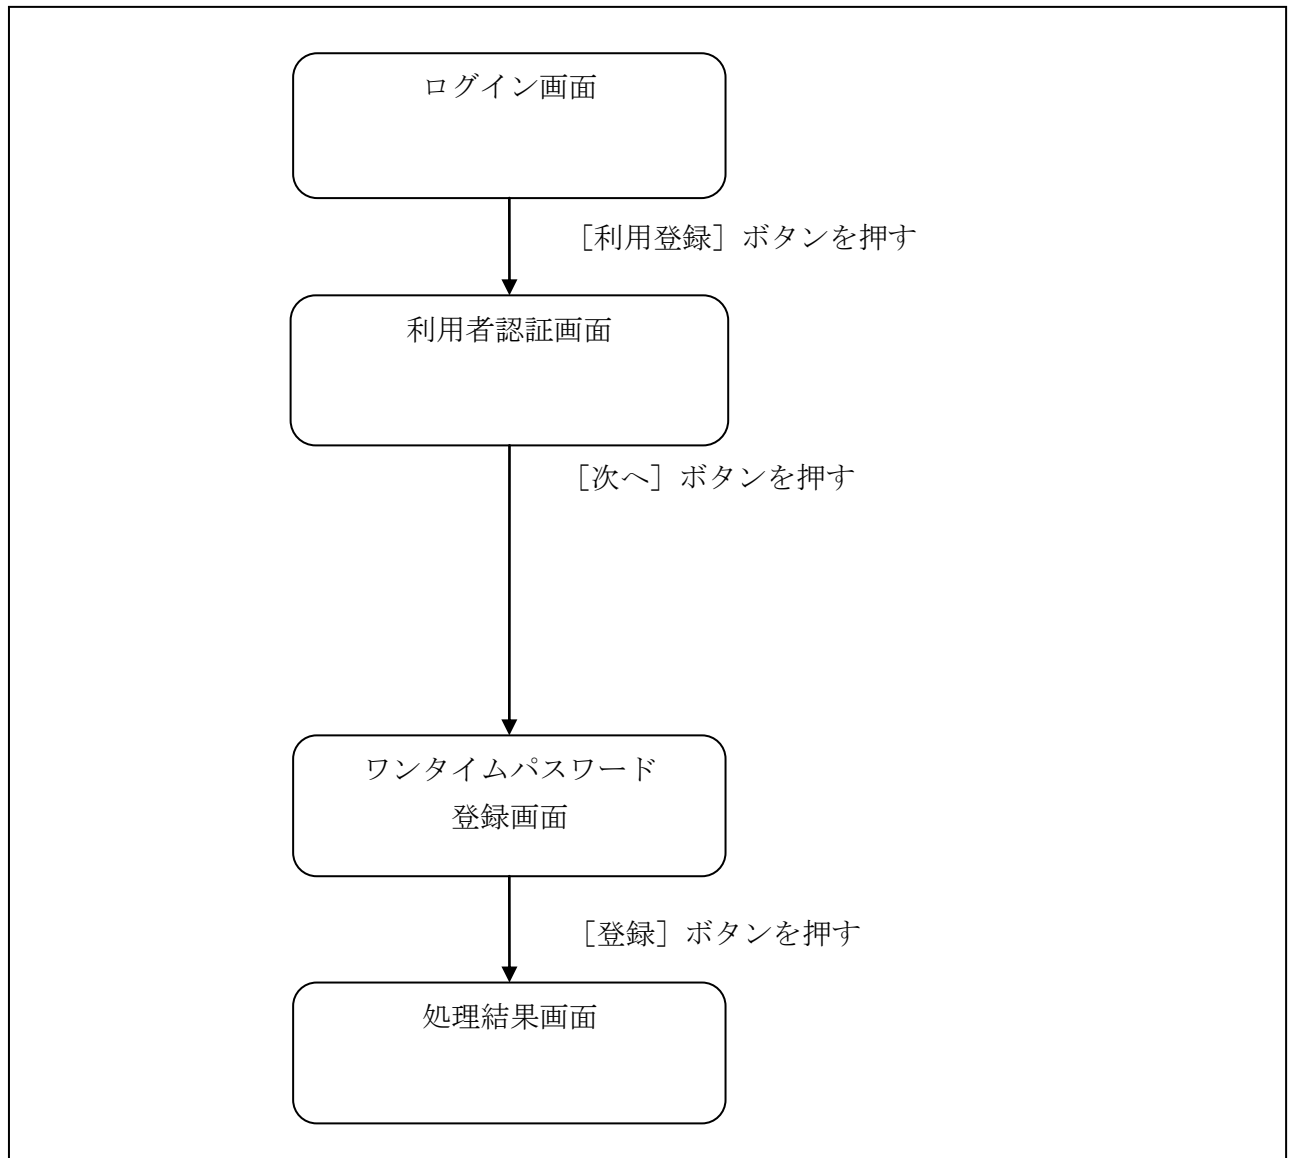 ログイン画面
［利用登録］ボタンを押す
利用者認証画面
［次へ］ボタンを押す
ワンタイムパスワード
登録画面
［登録］ボタンを押す
処理結果画面